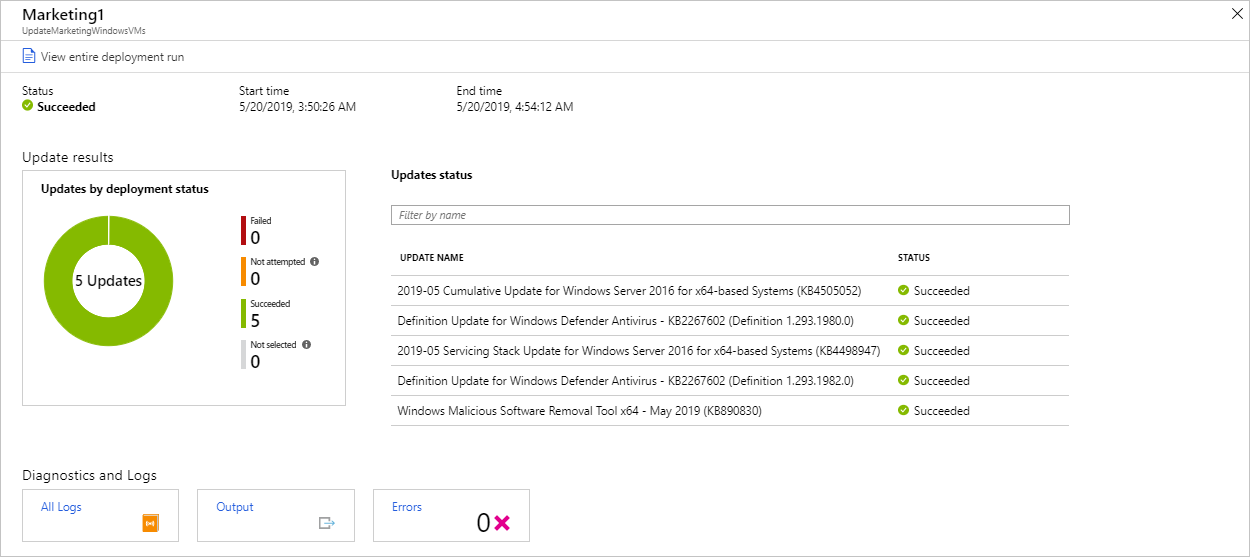 Marketing1
UpdateMarketingWindowsVMs
View entire deployment run
Status
Succeeded
Start time
5/20/2019, 3:50:26 AM
End time
5/20/2019, 4:54:12 AM
Update results
Updates by deployment status
5 Updates
Failed
0
Not attempted
0
Succeeded
5
Not selected
0
Updates status
Filter by name
UPDATE NAME STATUS
2019-05 Cumulative Update for Windows Server 2016 for x64-based Systems (KB4505052) Succeeded
Definition Update for Windows Defender Antivirus - KB2267602 (Definition 1.293.1980.0) Succeeded
2019-05 Servicing Stack Update for Windows Server 2016 for x64-based Systems (KB4498947) Succeeded
Definition Update for Windows Defender Antivirus - KB2267602 (Definition 1.293.1982.0) Succeeded
Windows Malicious Software Removal Tool x64 - May 2019 (KB890830) Succeeded
Diagnostics and Logs
All Logs
Output
Errors
0